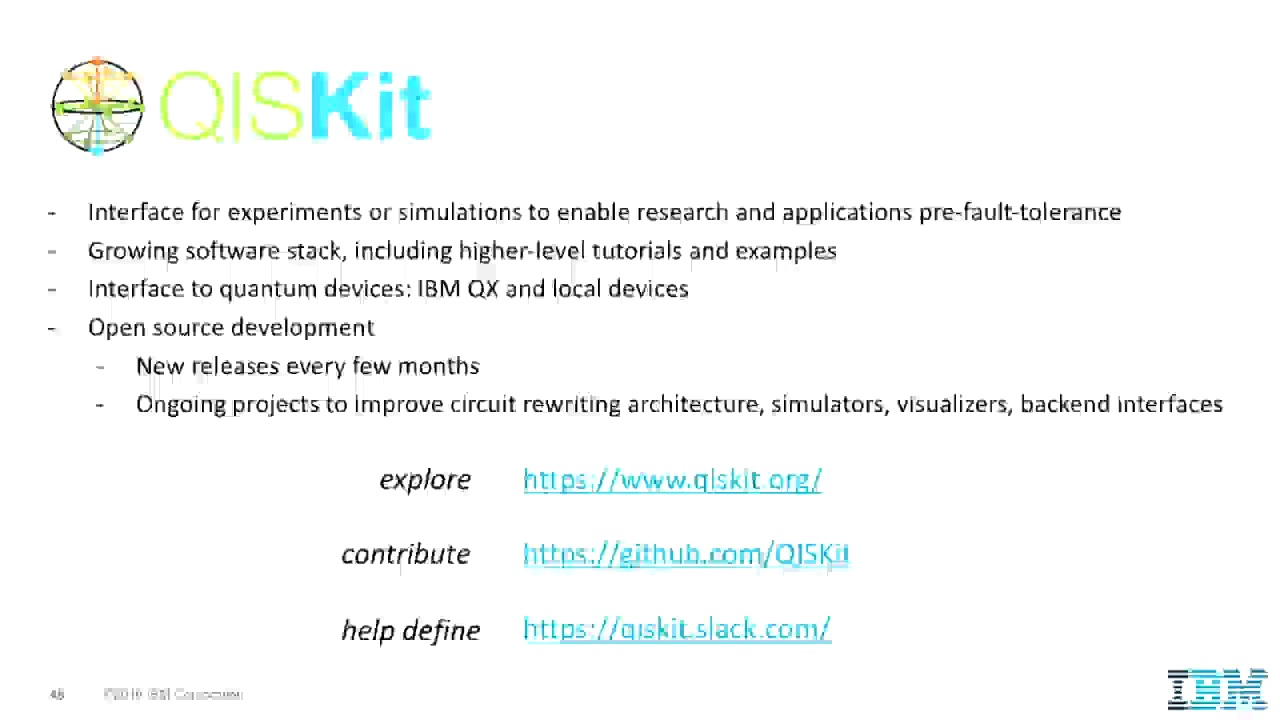 QISKit
- Interface for experiments or simulations to enable research and applications pre-fault-tolerance
- Growing software stack, including higher-level tutorials and examples
- Interface to quantum devices: IBM QX and local devices
- Open source development
- New releases every few months
- Ongoing projects to improve circuit rewriting architecture, simulators, visualizers, backend interfaces
explore https://www.qiskit.org/
contribute https://github.com/QISKit
help define https://qiskit.slack.com/
IBM Corporation
IBM